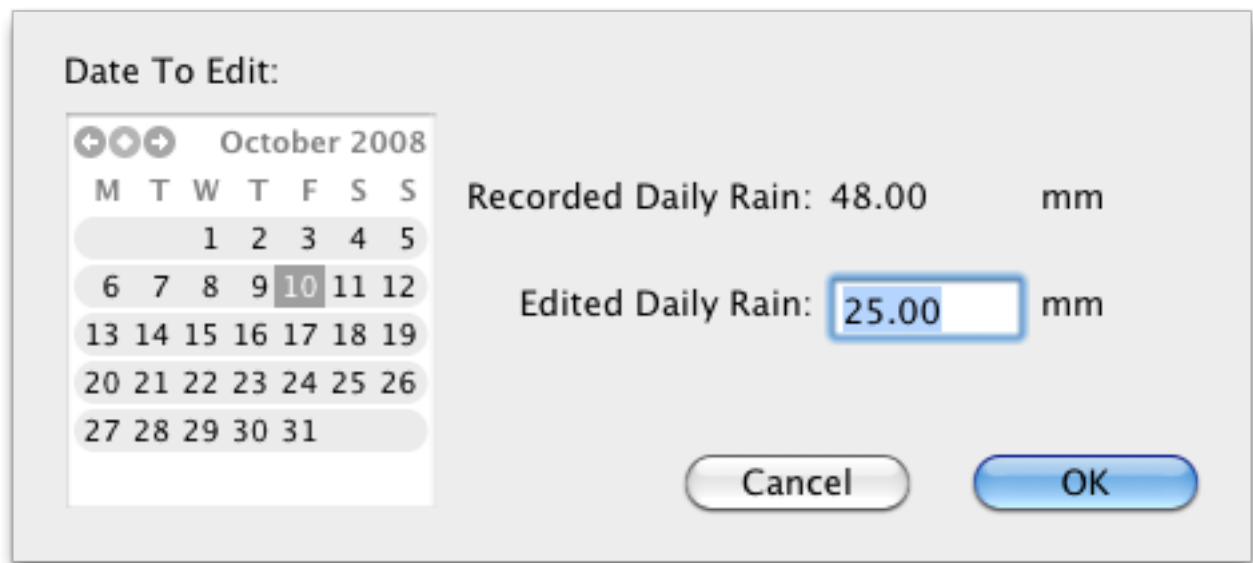 Date To Edit:
October 2008
M T W T F S S
1 2 3 4 5
6 7 8 9 10 11 12
13 14 15 16 17 18 19
20 21 22 23 24 25 26
27 28 29 30 31
Recorded Daily Rain: 48.00 mm
Edited Daily Rain: 25.00 mm
Cancel OK